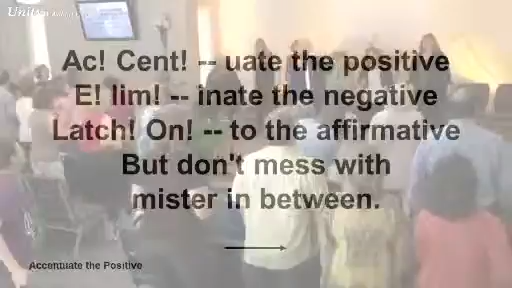 Unity
Ac! Cent! -- uate the positive
E! lim! -- inate the negative
Latch! On! -- to the affirmative
But don't mess with
mister in between.
Accentuate the Positive